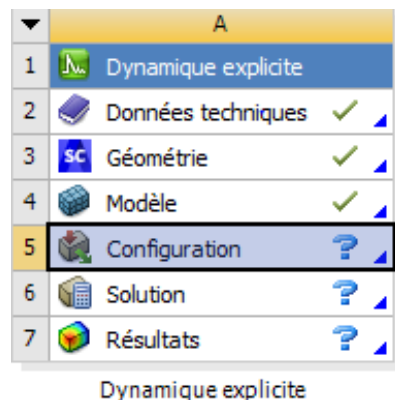 A
1 Dynamique explicite
2 Données techniques
3 SC Géométrie
4 Modèle
5 Configuration ?
6 Solution ?
7 Résultats ?
Dynamique explicite